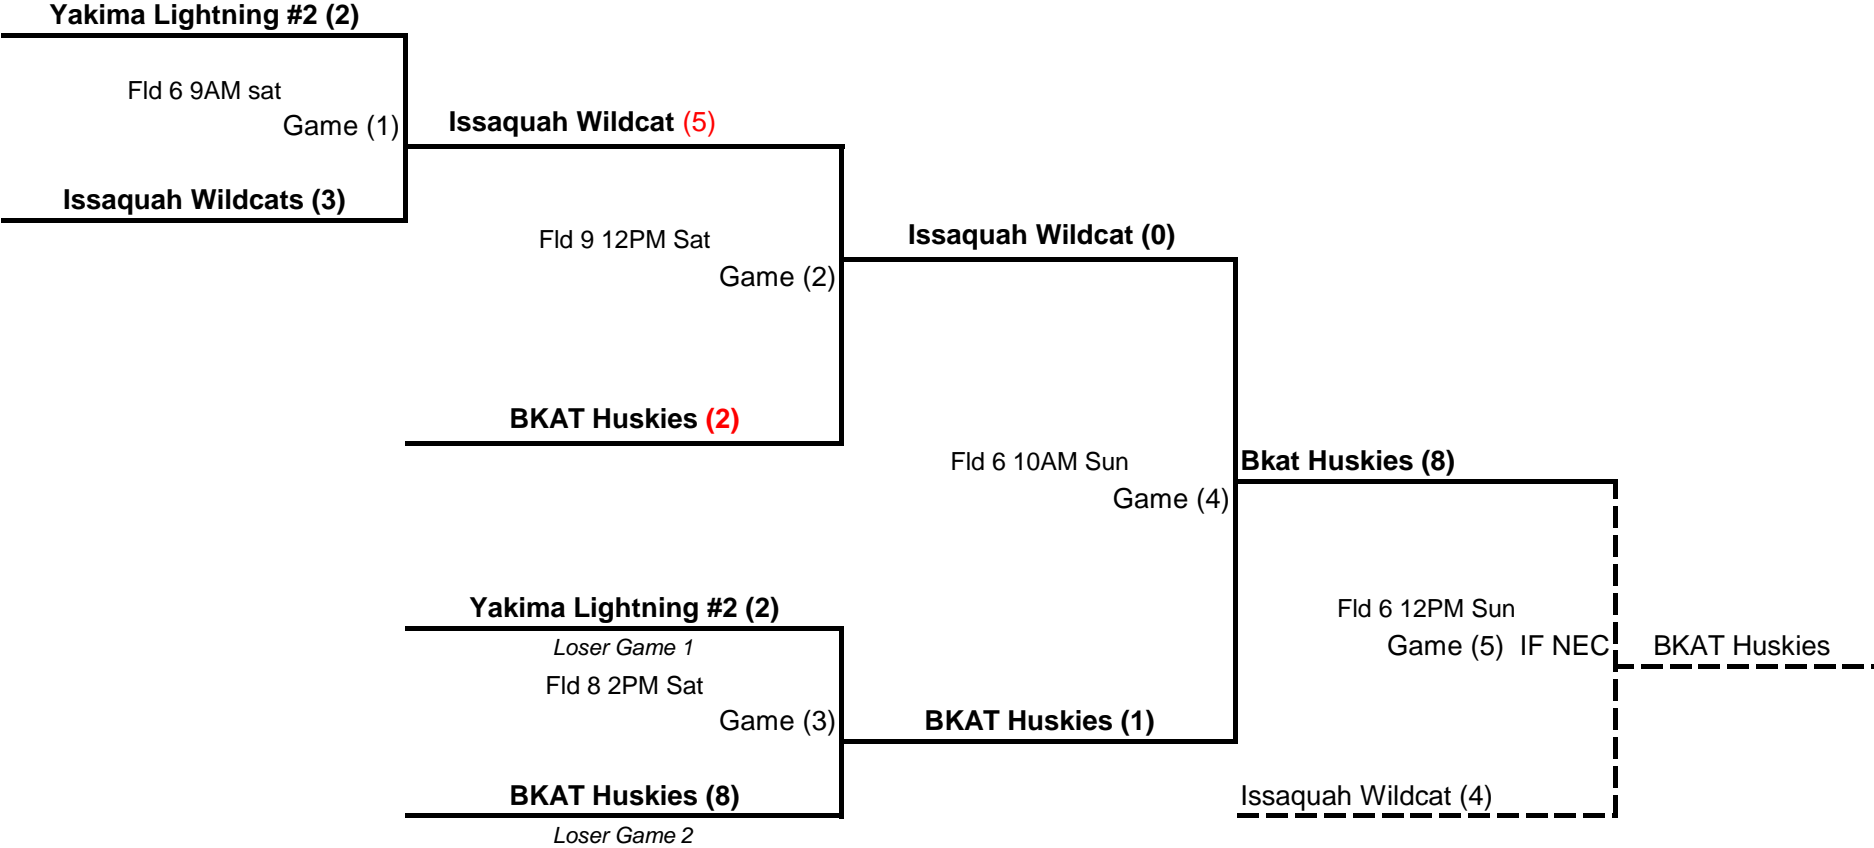 Yakima Lightning #2 (2)
Fld 6 9AM sat
Game (1)
Issaquah Wildcat (5)
Issaquah Wildcats (3)
Issaquah Wildcat (0)
Fld 9 12PM Sat
Game (2)
BKAT Huskies (2)
Fld 6 10AM Sun
Bkat Huskies (8)
Game (4)
Yakima Lightning #2 (2)
Fld 6 12PM Sun
Loser Game 1
Game (5) IF NEC
BKAT Huskies
Fld 8 2PM Sat
Game (3)
BKAT Huskies (1)
BKAT Huskies (8)
Issaquah Wildcat (4)
Loser Game 2